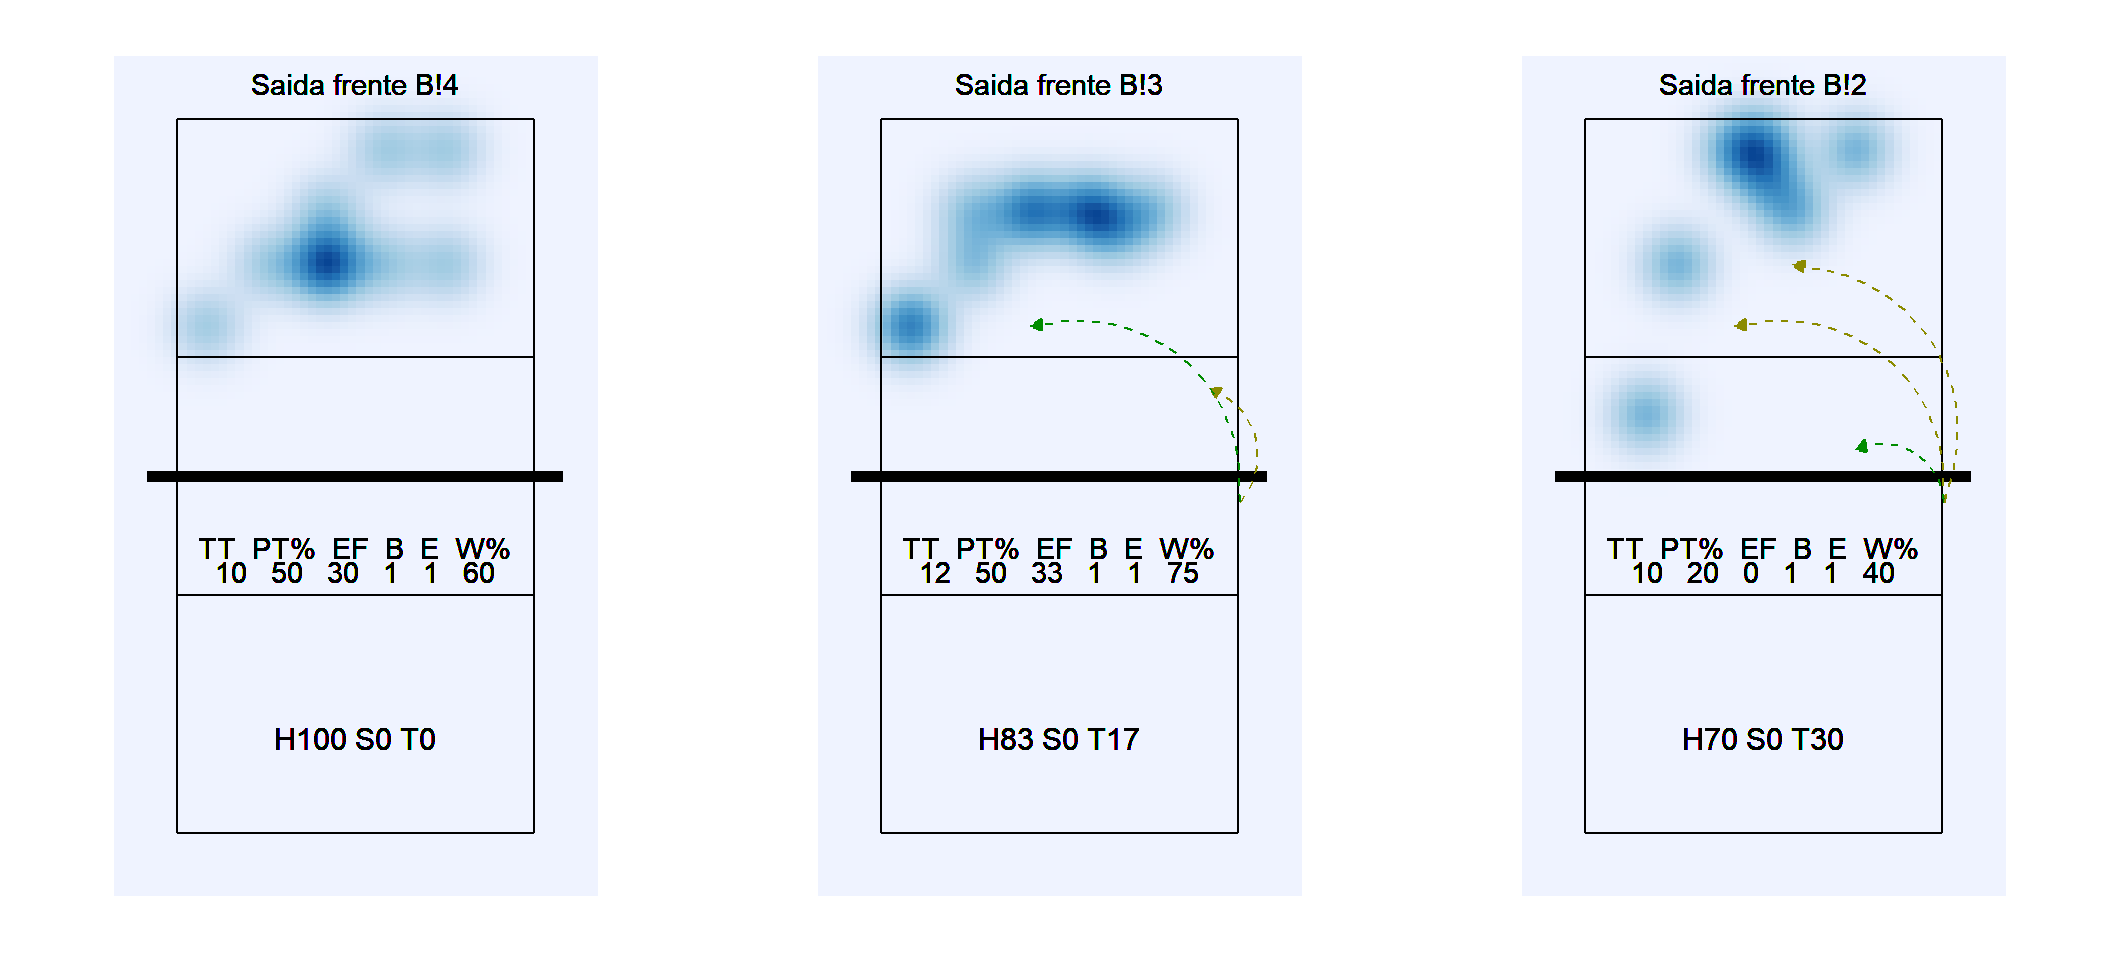 Saida frente B!4
TT PT% EF B E W%
10 50 30 1 1 60
H100 S0 T0
Saida frente B!3
TT PT% EF B E W%
12 50 33 1 1 75
H83 S0 T17
Saida frente B!2
TT PT% EF B E W%
10 20 0 1 1 40
H70 S0 T30